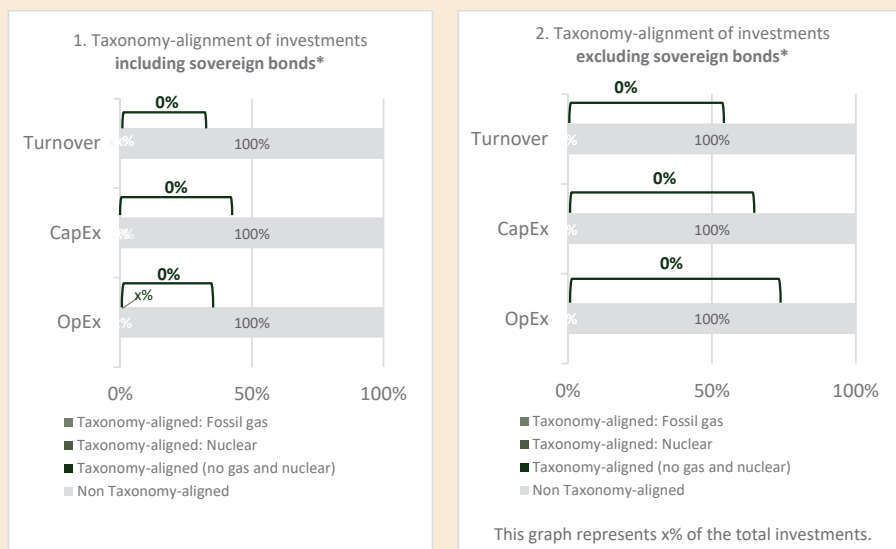 1. Taxonomy-alignment of investments
including sovereign bonds*
0%
Turnover
100%
0%
CapEx
100%
0%
x%
OpEx
100%
0% 50% 100%
Taxonomy-aligned: Fossil gas
Taxonomy-aligned: Nuclear
Taxonomy-aligned (no gas and nuclear)
Non Taxonomy-aligned
2. Taxonomy-alignment of investments
excluding sovereign bonds*
0%
Turnover
%
100%
0%
CapEx
%
100%
0%
OpEx
%
100%
0% 50% 100%
Taxonomy-aligned: Fossil gas
Taxonomy-aligned: Nuclear
Taxonomy-aligned (no gas and nuclear)
Non Taxonomy-aligned
This graph represents x% of the total investments.